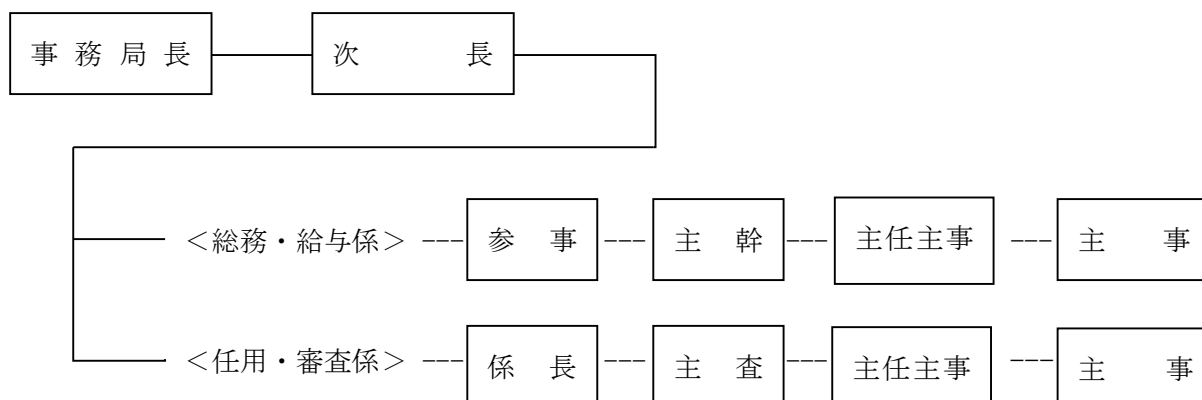 事務局長 次長
＜総務・給与係＞ 参事 主幹 主任主事 主事
＜任用・審査係＞ 係長 主査 主任主事 主事